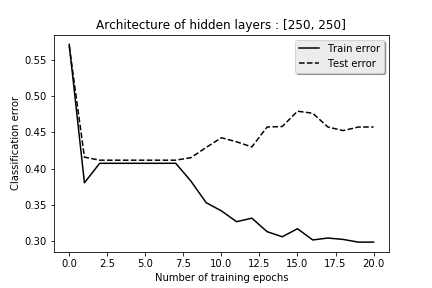 Architecture of hidden layers : [250, 250]
Train error
Test error
Classification error
0.55
0.50
0.45
0.40
0.35
0.30
0.0 2.5 5.0 7.5 10.0 12.5 15.0 17.5 20.0
Number of training epochs